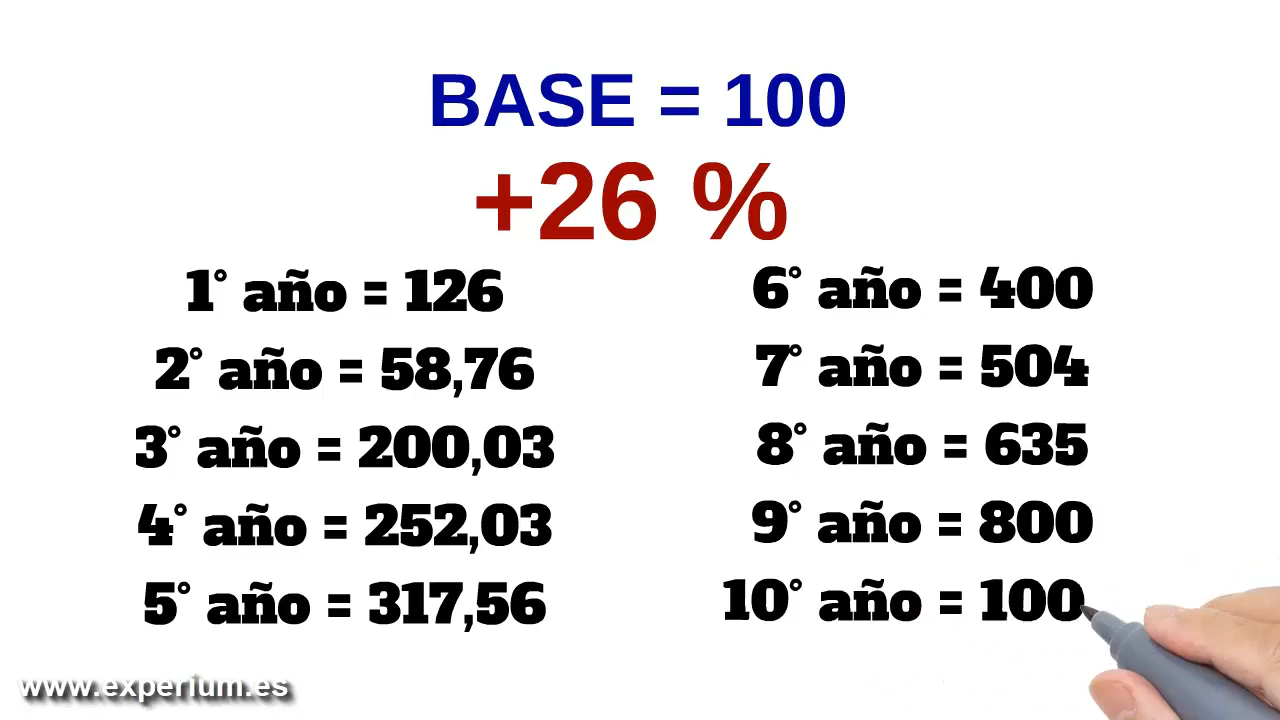 BASE = 100
+26 %
1° año = 126
2° año = 58,76
3° año = 200,03
4° año = 252,03
5° año = 317,56
6° año = 400
7° año = 504
8° año = 635
9° año = 800
10° año = 100
www.experium.es